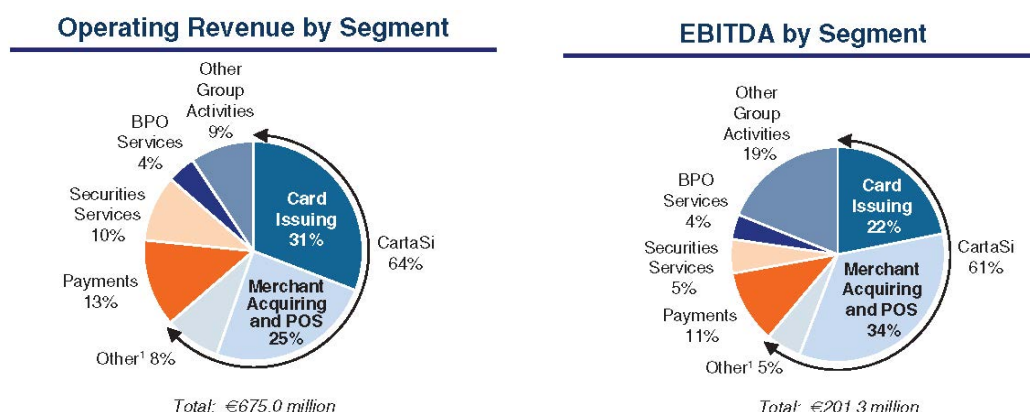 Operating Revenue by Segment
Other
Group
Activities
9%
BPO
Services
4%
Securities
Services
10%
Payments
13%
Other¹ 8%
Card
Issuing
31%
Merchant
Acquiring
and POS
25%
CartaSi
64%
Total: €675.0 million
EBITDA by Segment
Other
Group
Activities
19%
BPO
Services
4%
Securities
Services
5%
Payments
11%
Other¹ 5%
Card
Issuing
22%
Merchant
Acquiring
and POS
34%
CartaSi
61%
Total: €201.3 million